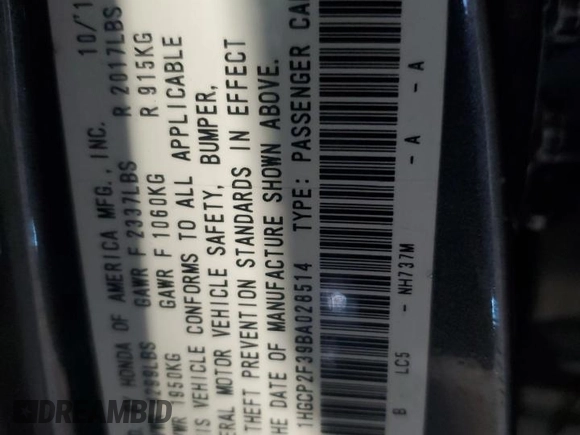 10/'1
HONDA OF AMERICA MFG., INC.
GAWR F 2337LBS R 2017LBS
1950KG GAWR F 1060KG R 915KG
VEHICLE CONFORMS TO ALL APPLICABLE
MOTOR VEHICLE SAFETY, BUMPER,
THEFT PREVENTION STANDARDS IN EFFECT
THE DATE OF MANUFACTURE SHOWN ABOVE.
1HGCP2F39BA028514 TYPE: PASSENGER CA
B LC5 - NH737M - A - A
DREAMBID